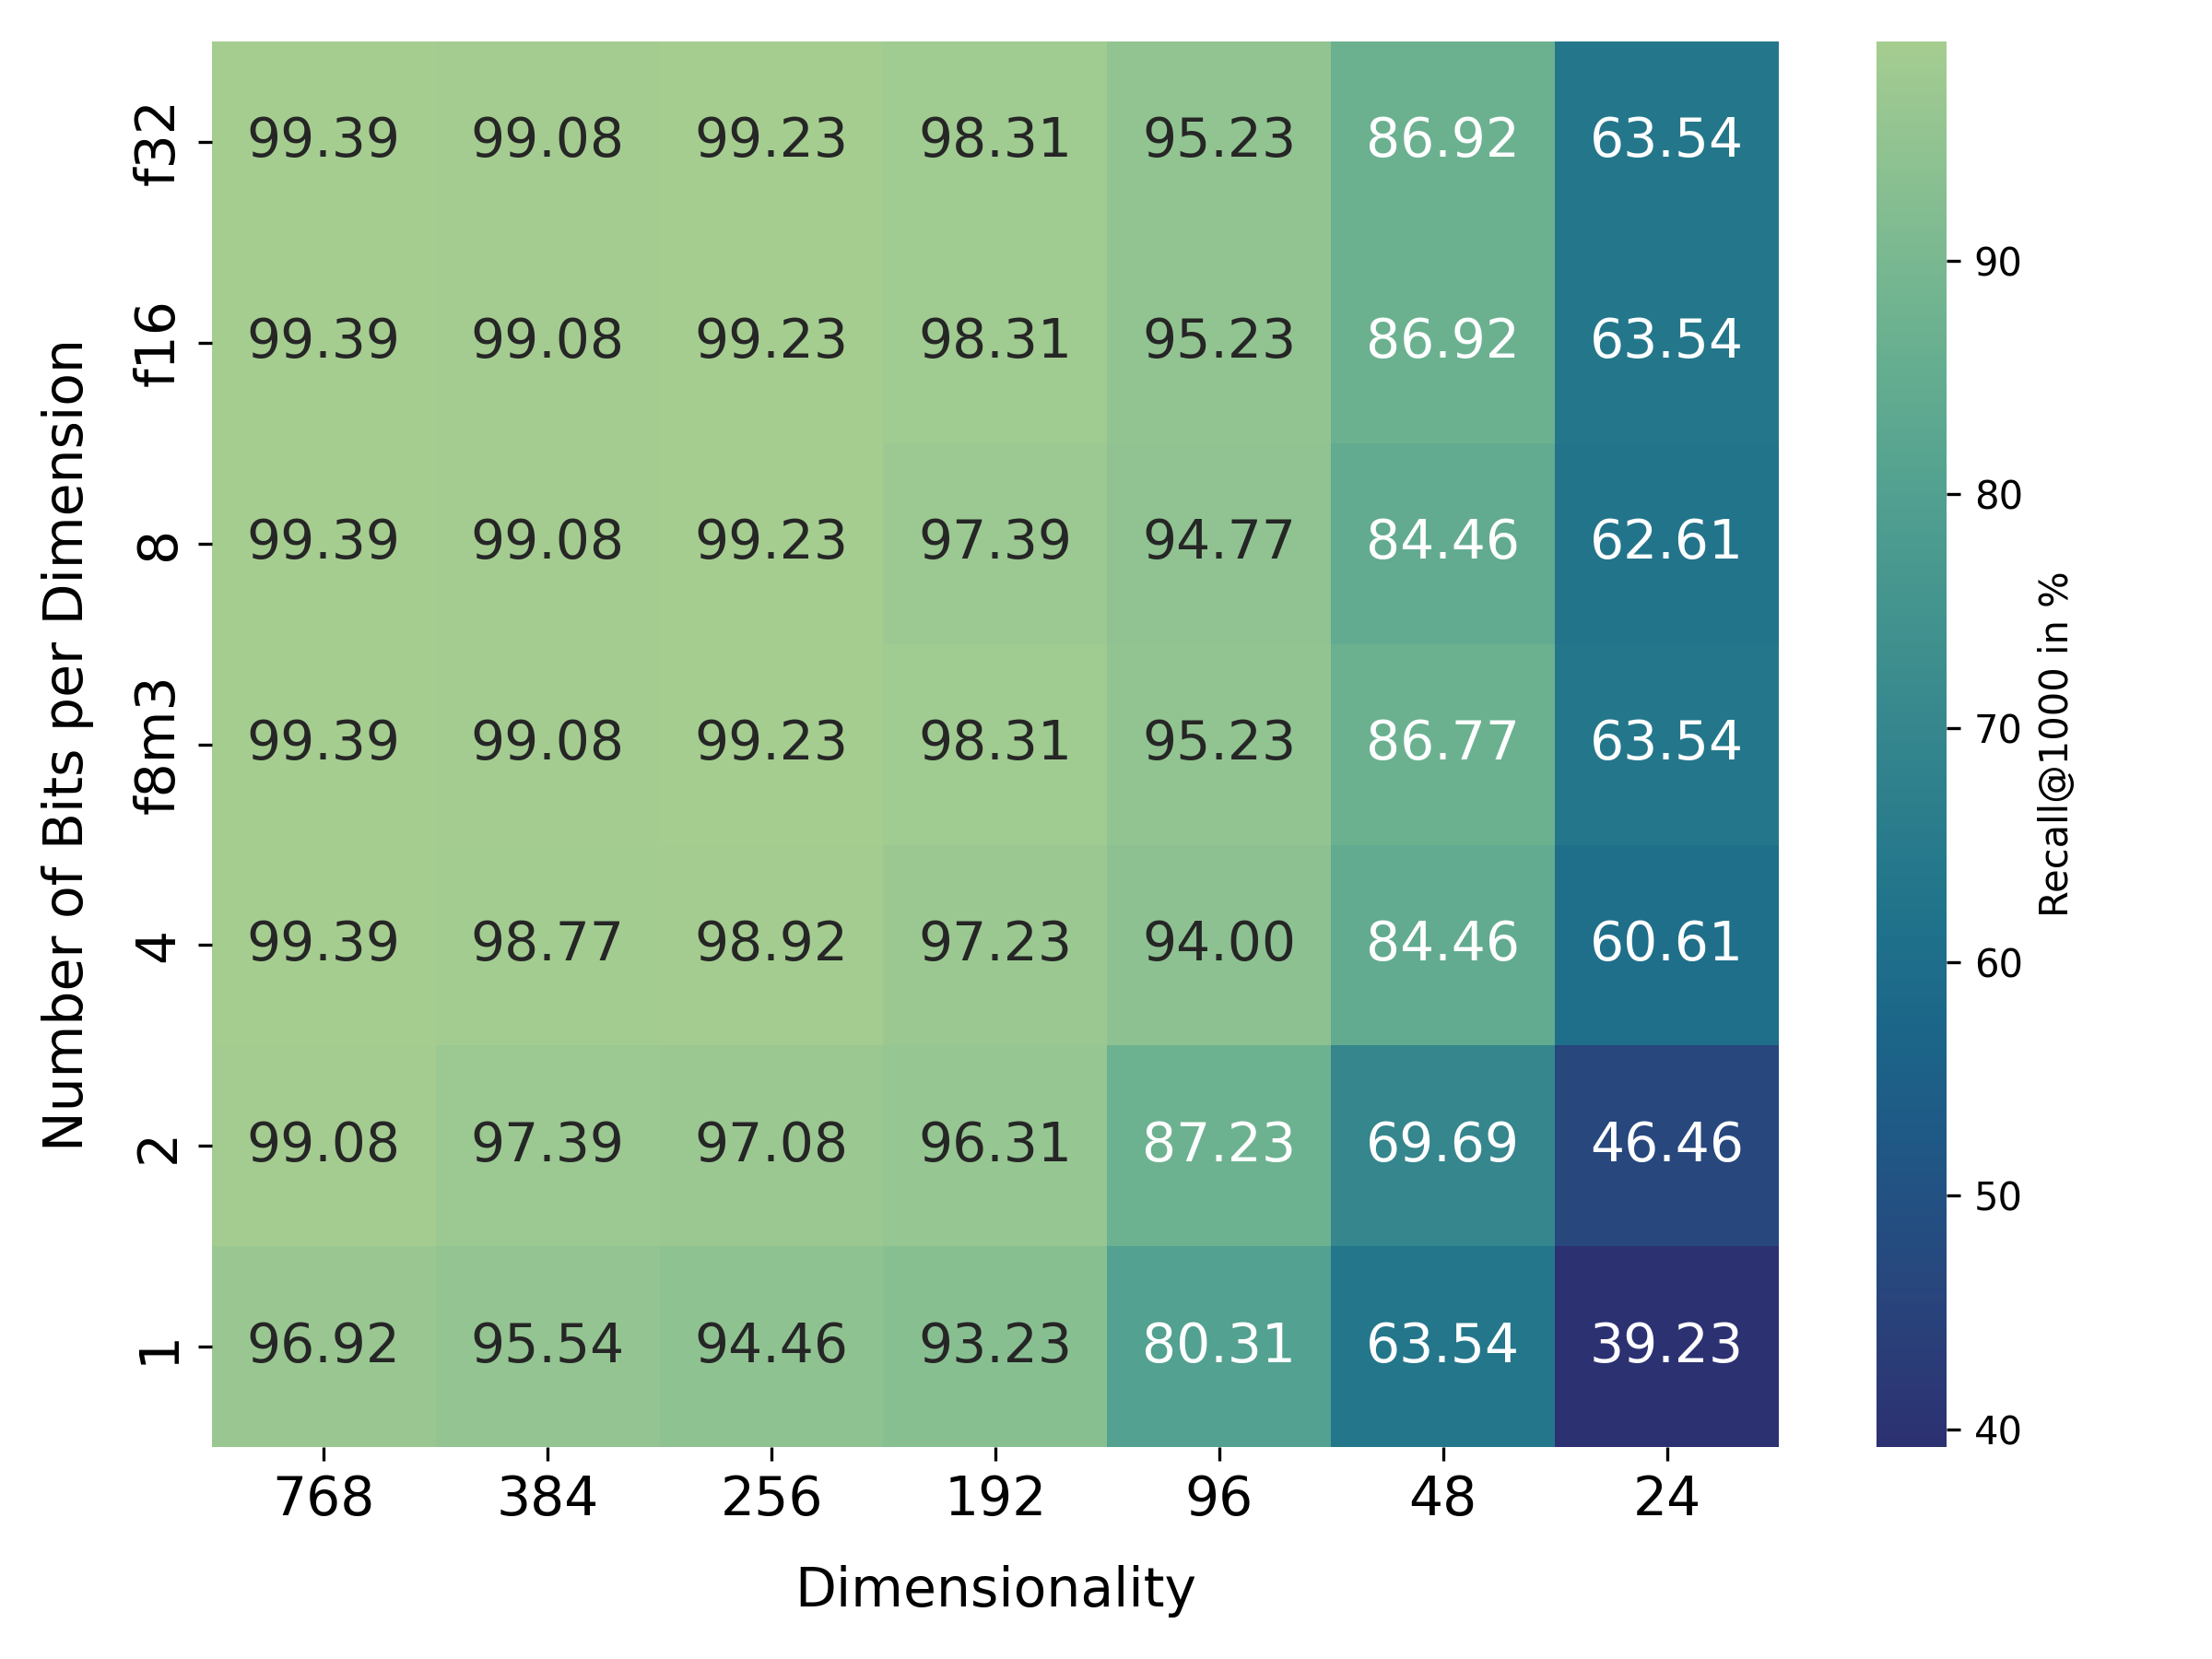 Number of Bits per Dimension
f32 99.39 99.08 99.23 98.31 95.23 86.92 63.54
f16 99.39 99.08 99.23 98.31 95.23 86.92 63.54
8 99.39 99.08 99.23 97.39 94.77 84.46 62.61
f8m3 99.39 99.08 99.23 98.31 95.23 86.77 63.54
4 99.39 98.77 98.92 97.23 94.00 84.46 60.61
2 99.08 97.39 97.08 96.31 87.23 69.69 46.46
1 96.92 95.54 94.46 93.23 80.31 63.54 39.23
768 384 256 192 96 48 24
Dimensionality
90
80
70
60
50
40
Recall@1000 in %